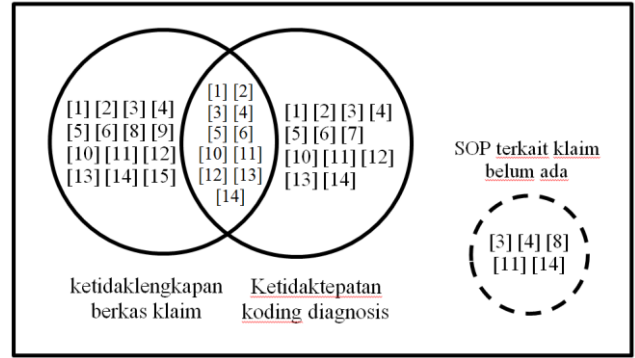 [1] [2] [3] [4]
[5] [6] [8] [9]
[10] [11] [12]
[13] [14] [15]
[1] [2]
[3] [4]
[5] [6]
[10] [11]
[12] [13]
[14]
[1] [2] [3] [4]
[5] [6] [7]
[10] [11] [12]
[13] [14]
SOP terkait klaim
belum ada
[3] [4] [8]
[11] [14]
ketidaklengkapan
berkas klaim
Ketidaktepatan
koding diagnosis